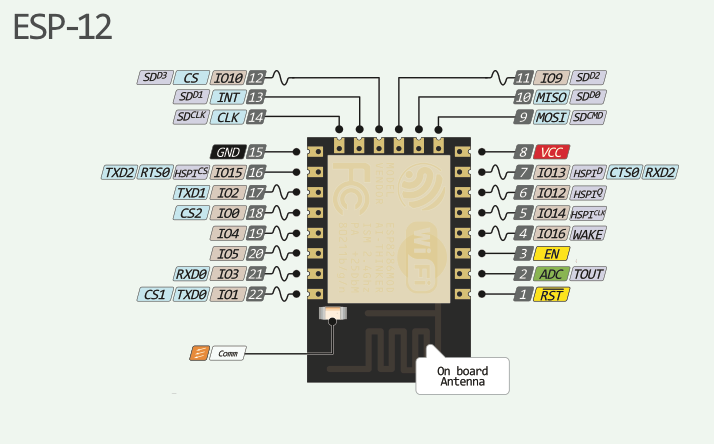 ESP-12
SD D3 CS IO10 12
11 IO9 SD D2
SD D1 INT 13
10 MISO SD D0
SD CLK CLK 14
9 MOSI SD CMD
GND 15
8 VCC
TXD2 RTS0 HSPI CS IO15 16
7 IO13 HSPI D CTS0 RXD2
TXD1 IO2 17
6 IO12 HSPI Q
CS2 IO0 18
5 IO14 HSPI CLK
IO4 19
4 IO16 WAKE
IO5 20
3 EN
RXD0 IO3 21
2 ADC TOUT
CS1 TXD0 IO1 22
1 RST
FC
WiFi
Comm
On board
Antenna